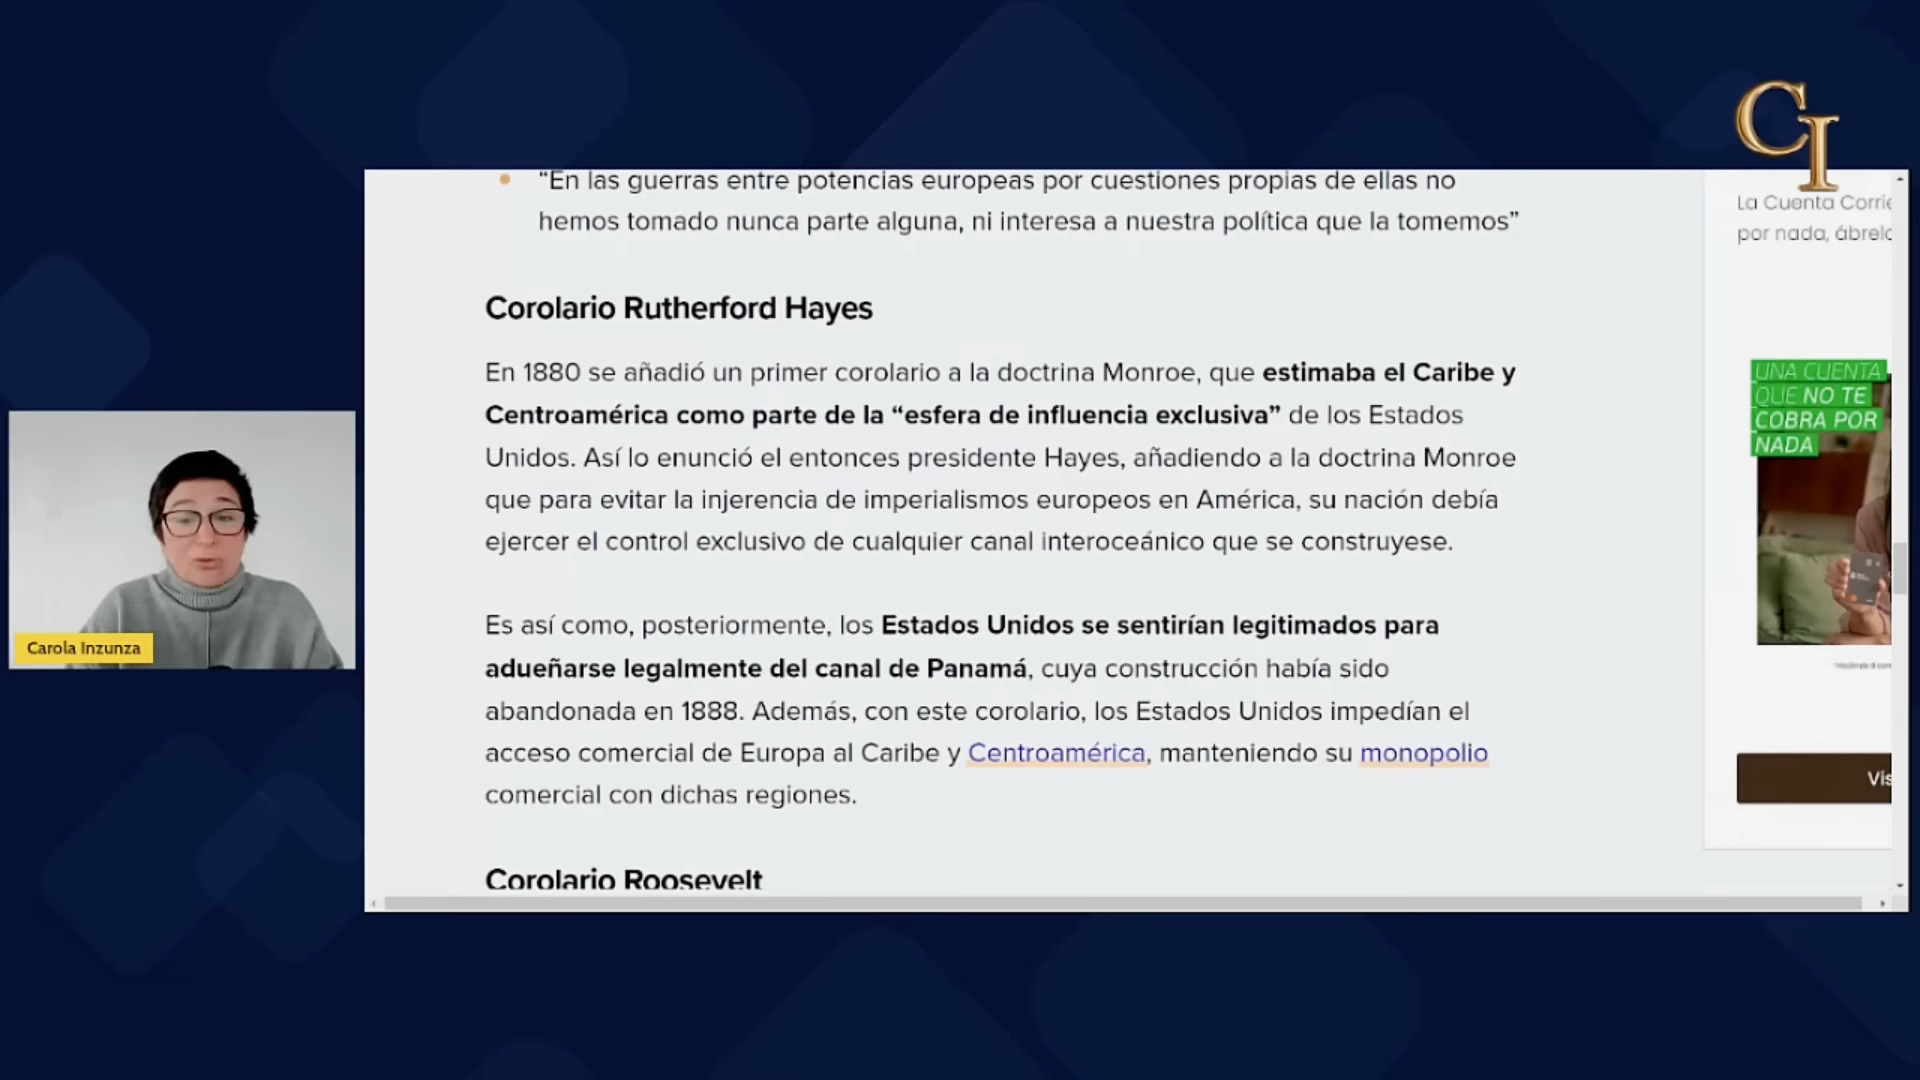 CI
“En las guerras entre potencias europeas por cuestiones propias de ellas no
hemos tomado nunca parte alguna, ni interesa a nuestra política que la tomemos”
Corolario Rutherford Hayes
En 1880 se añadió un primer corolario a la doctrina Monroe, que estimaba el Caribe y
Centroamérica como parte de la “esfera de influencia exclusiva” de los Estados
Unidos. Así lo enunció el entonces presidente Hayes, añadiendo a la doctrina Monroe
que para evitar la injerencia de imperialismos europeos en América, su nación debía
ejercer el control exclusivo de cualquier canal interoceánico que se construyese.
Es así como, posteriormente, los Estados Unidos se sentirían legitimados para
adueñarse legalmente del canal de Panamá, cuya construcción había sido
abandonada en 1888. Además, con este corolario, los Estados Unidos impedían el
acceso comercial de Europa al Caribe y Centroamérica, manteniendo su monopolio
comercial con dichas regiones.
Corolario Roosevelt
Carola Inzunza
La Cuenta Corrie
por nada, ábrelo
UNA CUENTA
QUE NO TE
COBRA POR
NADA
Vis